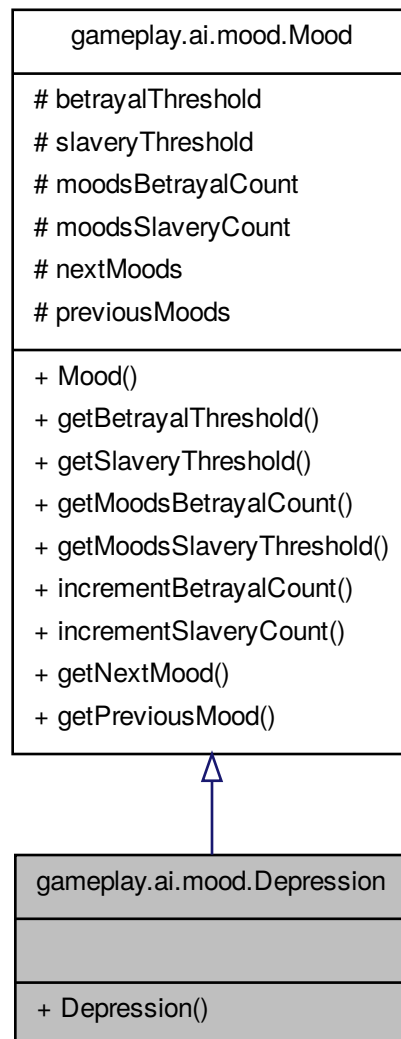 gameplay.ai.mood.Mood
# betrayalThreshold
# slaveryThreshold
# moodsBetrayalCount
# moodsSlaveryCount
# nextMoods
# previousMoods
+ Mood()
+ getBetrayalThreshold()
+ getSlaveryThreshold()
+ getMoodsBetrayalCount()
+ getMoodsSlaveryThreshold()
+ incrementBetrayalCount()
+ incrementSlaveryCount()
+ getNextMood()
+ getPreviousMood()
gameplay.ai.mood.Depression
+ Depression()